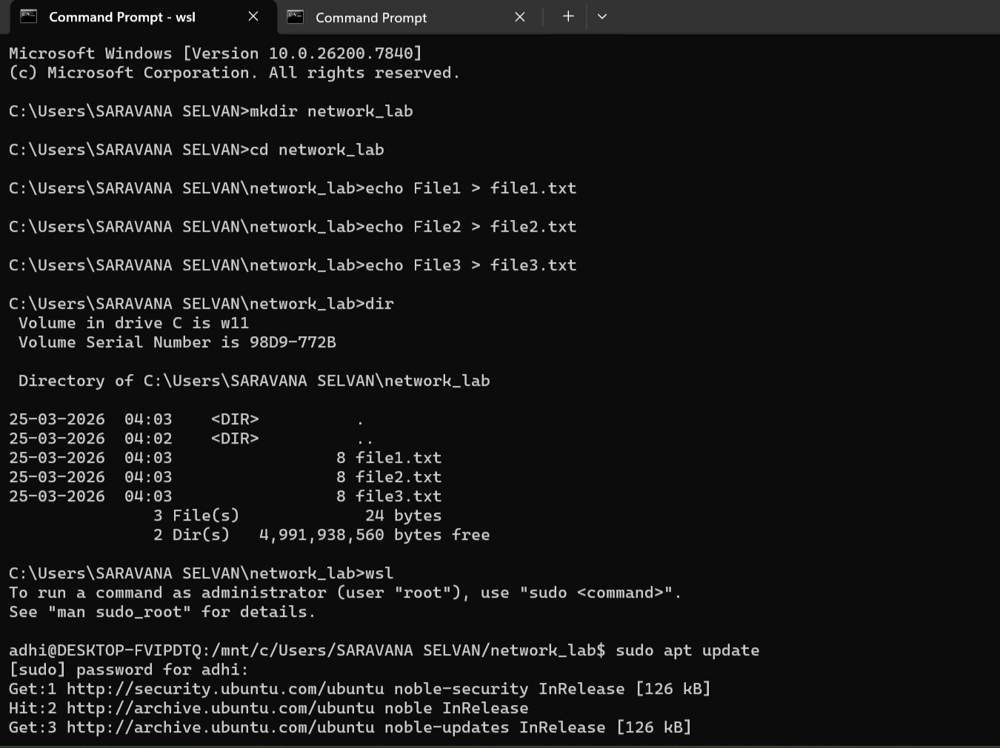 Command Prompt - wsl
Command Prompt
Microsoft Windows [Version 10.0.26200.7840]
(c) Microsoft Corporation. All rights reserved.
C:\Users\SARAVANA SELVAN>mkdir network_lab
C:\Users\SARAVANA SELVAN>cd network_lab
C:\Users\SARAVANA SELVAN\network_lab>echo File1 > file1.txt
C:\Users\SARAVANA SELVAN\network_lab>echo File2 > file2.txt
C:\Users\SARAVANA SELVAN\network_lab>echo File3 > file3.txt
C:\Users\SARAVANA SELVAN\network_lab>dir
Volume in drive C is w11
Volume Serial Number is 98D9-772B
Directory of C:\Users\SARAVANA SELVAN\network_lab
25-03-2026  04:03    <DIR>          .
25-03-2026  04:02    <DIR>          ..
25-03-2026  04:03                 8 file1.txt
25-03-2026  04:03                 8 file2.txt
25-03-2026  04:03                 8 file3.txt
3 File(s)             24 bytes
2 Dir(s)   4,991,938,560 bytes free
C:\Users\SARAVANA SELVAN\network_lab>wsl
To run a command as administrator (user "root"), use "sudo <command>".
See "man sudo_root" for details.
adhi@DESKTOP-FVIPDTQ:/mnt/c/Users/SARAVANA SELVAN/network_lab$ sudo apt update
[sudo] password for adhi:
Get:1 http://security.ubuntu.com/ubuntu noble-security InRelease [126 kB]
Hit:2 http://archive.ubuntu.com/ubuntu noble InRelease
Get:3 http://archive.ubuntu.com/ubuntu noble-updates InRelease [126 kB]